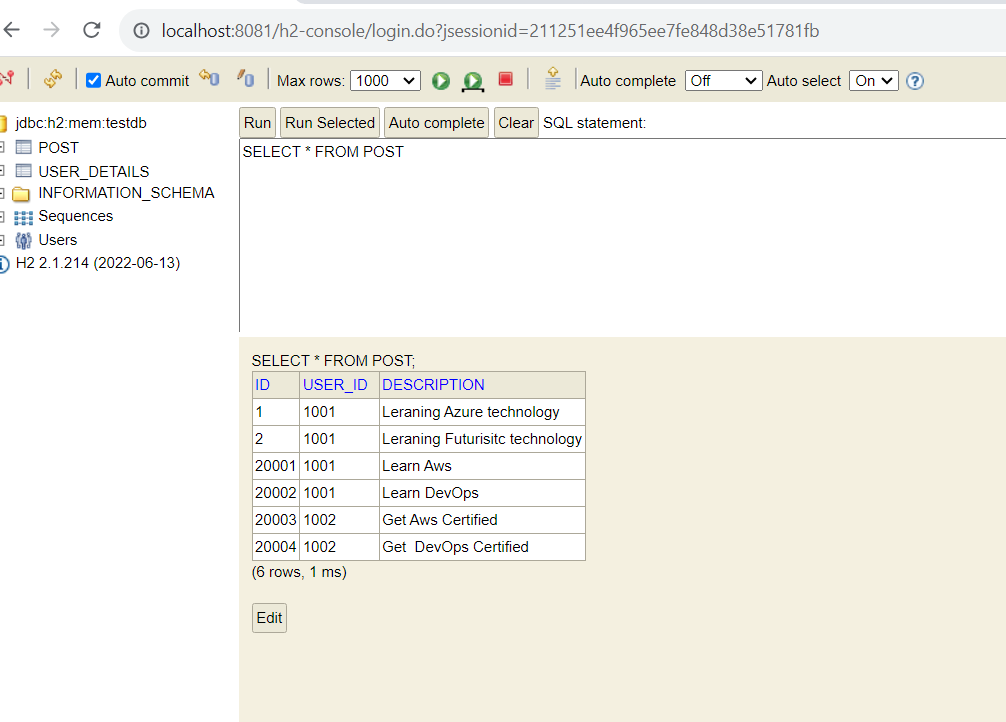 localhost:8081/h2-console/login.do?jsessionid=211251ee4f965ee7fe848d38e51781fb
Auto commit Max rows: 1000 Auto complete Off Auto select On ?
jdbc:h2:mem:testdb
POST
USER_DETAILS
INFORMATION_SCHEMA
Sequences
Users
H2 2.1.214 (2022-06-13)
Run Run Selected Auto complete Clear SQL statement:
SELECT * FROM POST
SELECT * FROM POST;
ID USER_ID DESCRIPTION
1 1001 Leraning Azure technology
2 1001 Leraning Futurisitc technology
20001 1001 Learn Aws
20002 1001 Learn DevOps
20003 1002 Get Aws Certified
20004 1002 Get  DevOps Certified
(6 rows, 1 ms)
Edit